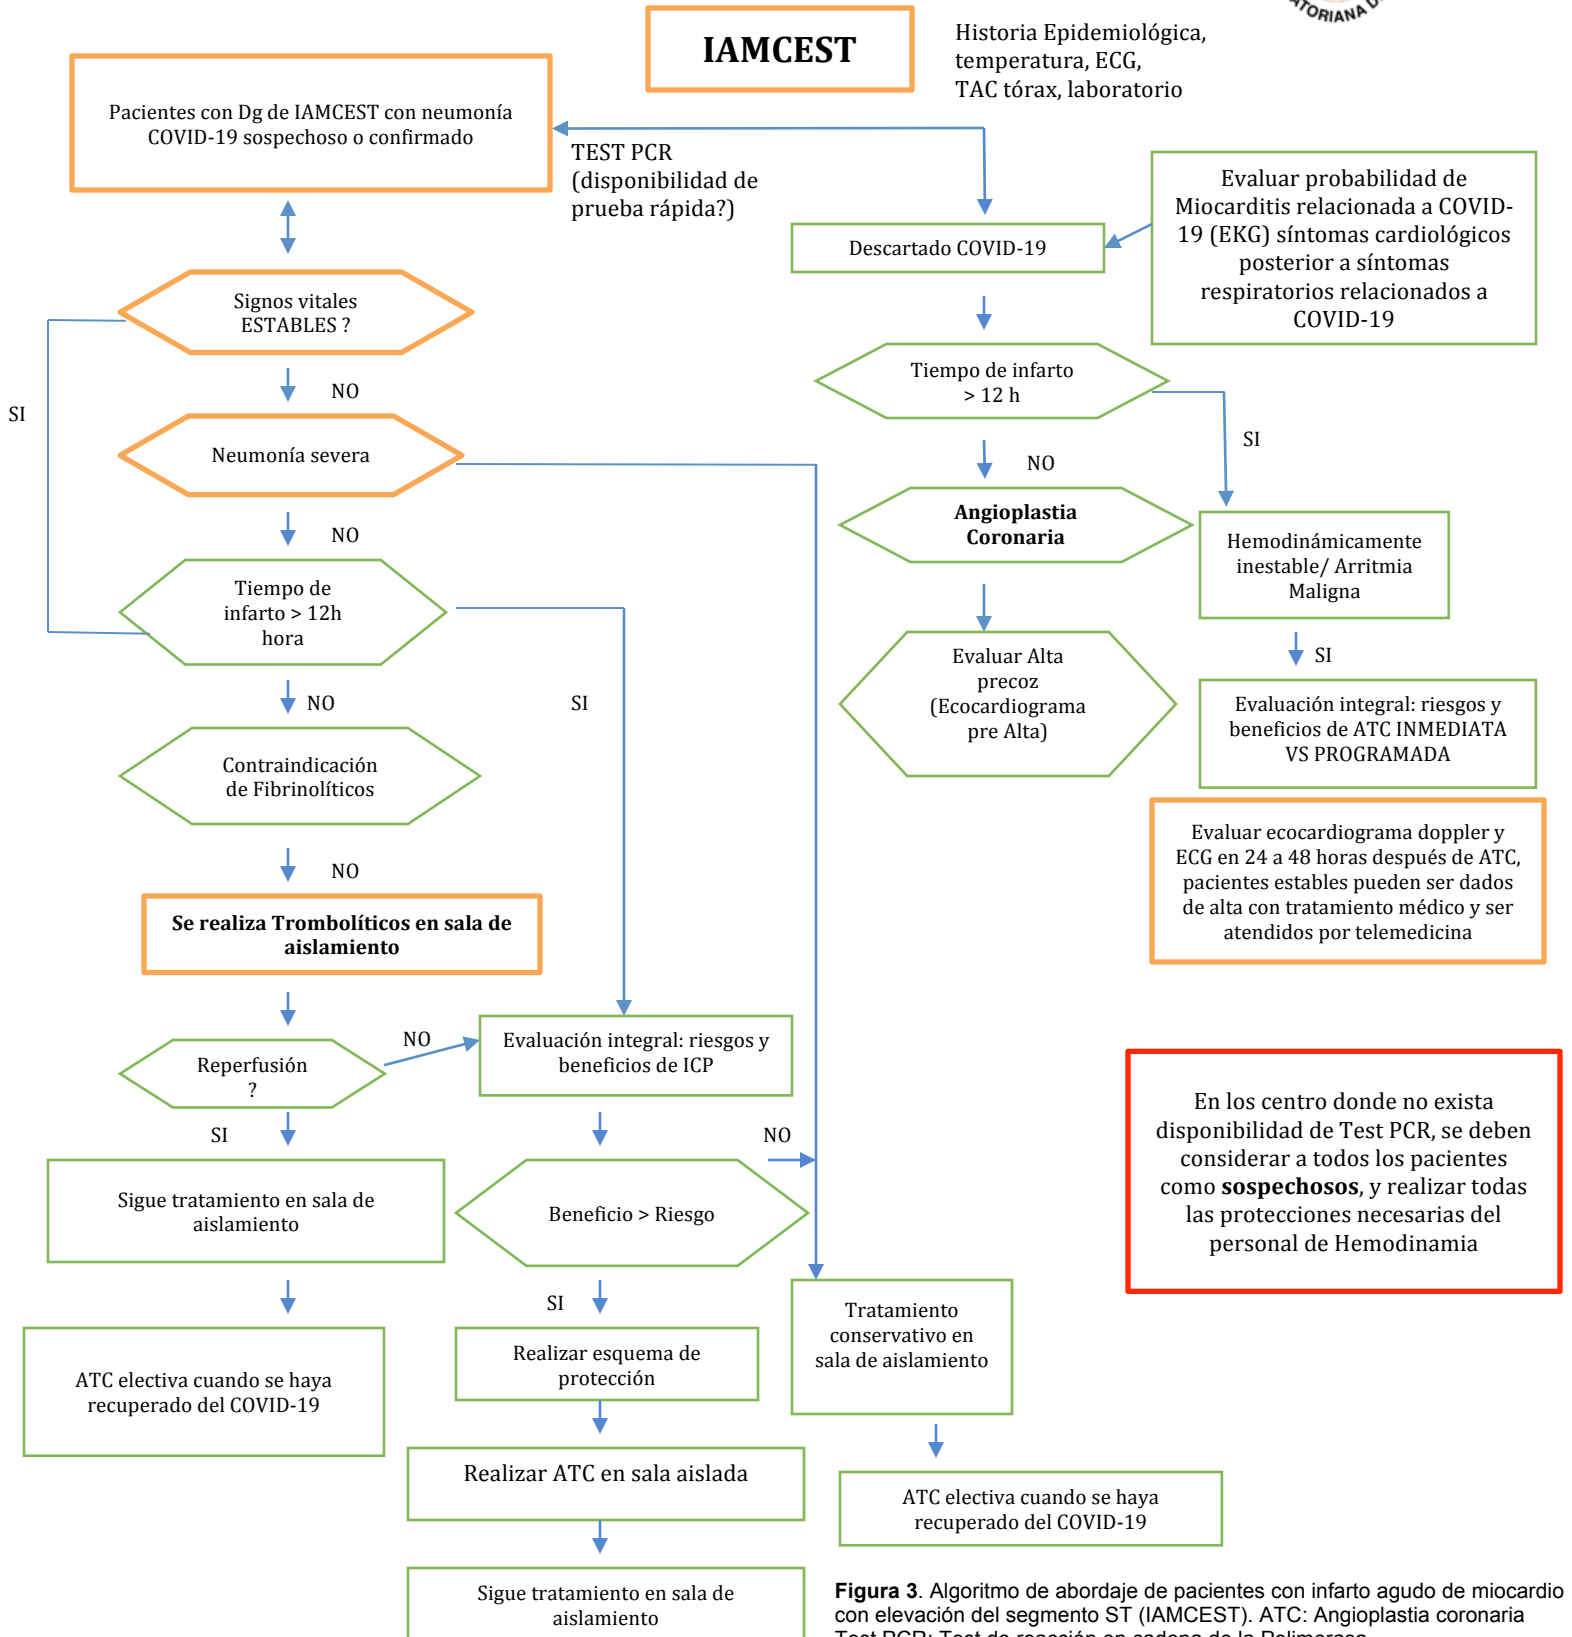 ATORIANA D
IAMCEST
Historia Epidemiológica,
temperatura, ECG,
TAC tórax, laboratorio
Pacientes con Dg de IAMCEST con neumonía
COVID-19 sospechoso o confirmado
TEST PCR
(disponibilidad de
prueba rápida?)
Descartado COVID-19
Evaluar probabilidad de
Miocarditis relacionada a COVID-
19 (EKG) síntomas cardiológicos
posterior a síntomas
respiratorios relacionados a
COVID-19
Signos vitales
ESTABLES ?
SI
NO
Tiempo de infarto
> 12 h
SI
NO
Neumonía severa
NO
Angioplastia
Coronaria
Hemodinámicamente
inestable/ Arritmia
Maligna
SI
Tiempo de
infarto > 12h
hora
NO
SI
Evaluar Alta
precoz
(Ecocardiograma
pre Alta)
Evaluación integral: riesgos y
beneficios de ATC INMEDIATA
VS PROGRAMADA
Contraindicación
de Fibrinolíticos
NO
Evaluar ecocardiograma doppler y
ECG en 24 a 48 horas después de ATC,
pacientes estables pueden ser dados
de alta con tratamiento médico y ser
atendidos por telemedicina
Se realiza Trombolíticos en sala de
aislamiento
Reperfusión
?
NO
SI
Evaluación integral: riesgos y
beneficios de ICP
NO
En los centro donde no exista
disponibilidad de Test PCR, se deben
considerar a todos los pacientes
como sospechosos, y realizar todas
las protecciones necesarias del
personal de Hemodinamia
Sigue tratamiento en sala de
aislamiento
Beneficio > Riesgo
SI
Tratamiento
conservativo en
sala de aislamiento
ATC electiva cuando se haya
recuperado del COVID-19
Realizar esquema de
protección
Realizar ATC en sala aislada
ATC electiva cuando se haya
recuperado del COVID-19
Sigue tratamiento en sala de
aislamiento
Figura 3. Algoritmo de abordaje de pacientes con infarto agudo de miocardio
con elevación del segmento ST (IAMCEST). ATC: Angioplastia coronaria
Test PCR: Test de reacción en cadena de la Polimerasa